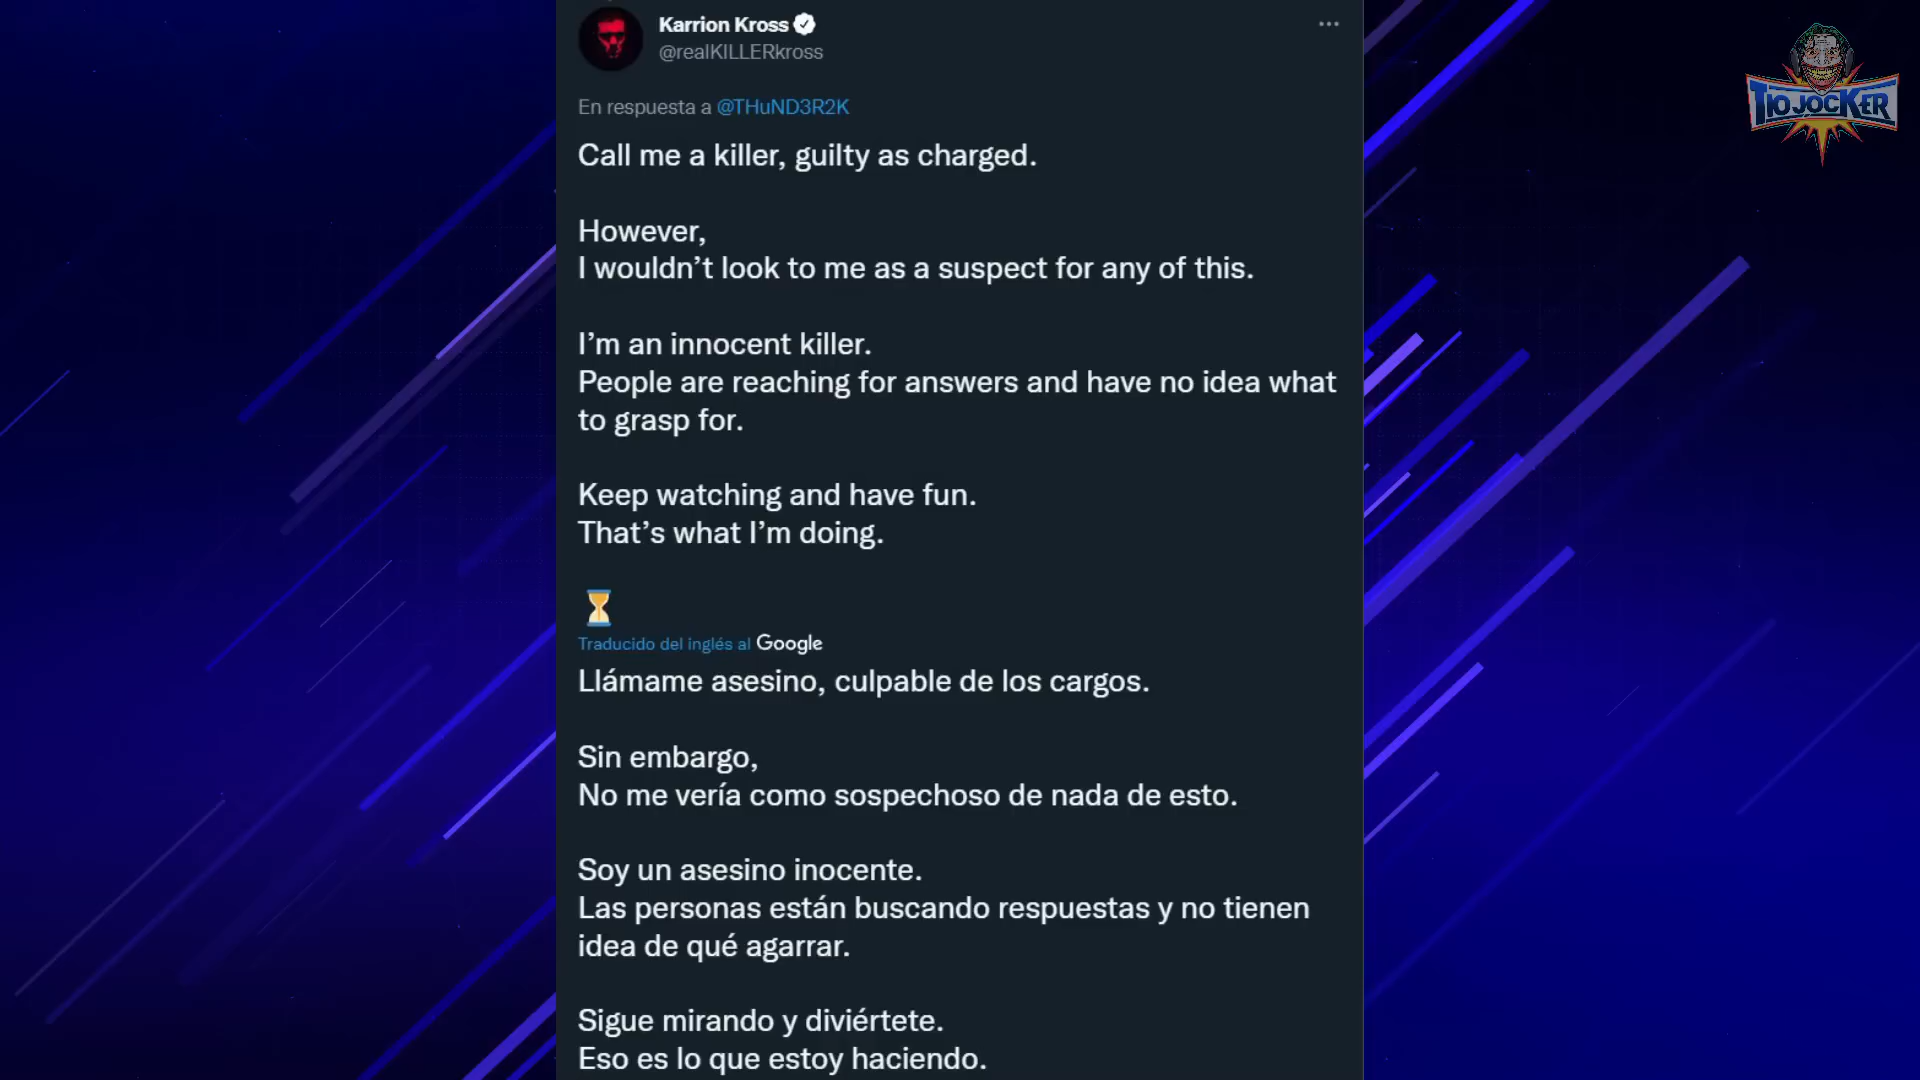 Karrion Kross
@realKILLERkross
TIO JOCKER
En respuesta a @THuND3R2K
Call me a killer, guilty as charged.
However,
I wouldn’t look to me as a suspect for any of this.
I’m an innocent killer.
People are reaching for answers and have no idea what
to grasp for.
Keep watching and have fun.
That’s what I’m doing.
Traducido del inglés al Google
Llámame asesino, culpable de los cargos.
Sin embargo,
No me vería como sospechoso de nada de esto.
Soy un asesino inocente.
Las personas están buscando respuestas y no tienen
idea de qué agarrar.
Sigue mirando y diviértete.
Eso es lo que estoy haciendo.